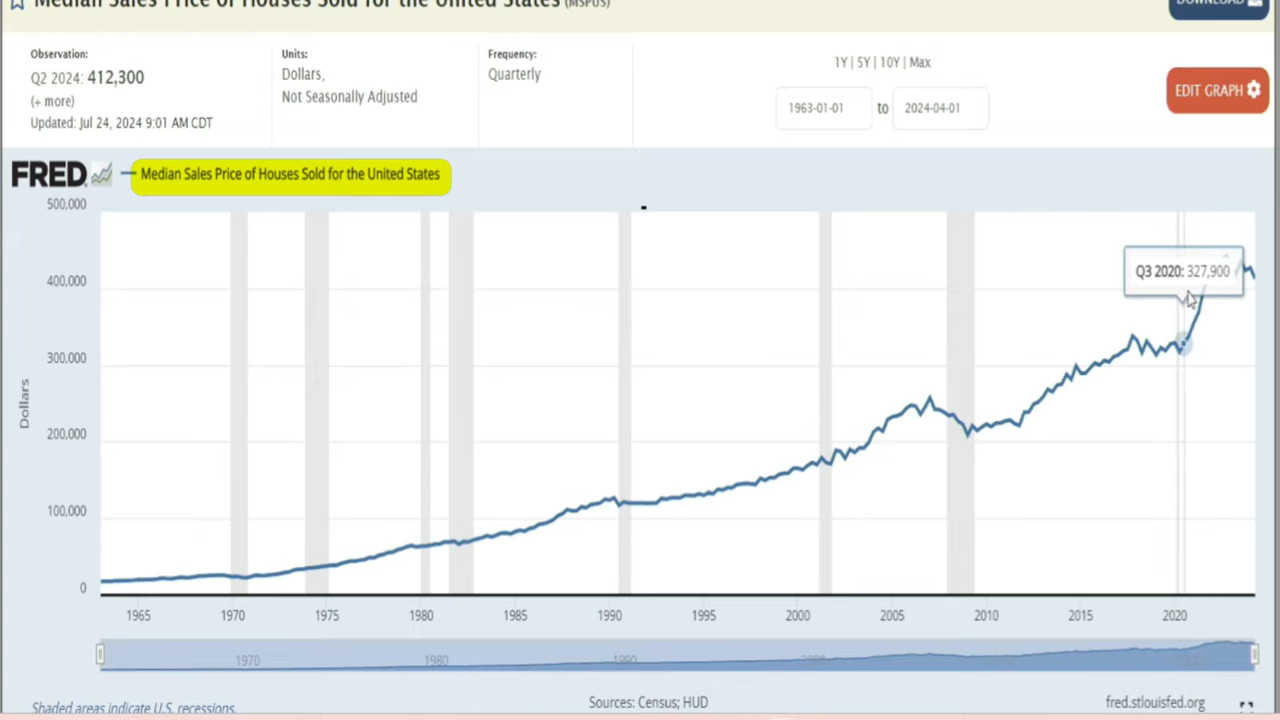 Median Sales Price of Houses Sold for the United States (MSPUS)
DOWNLOAD
Observation:
Q2 2024: 412,300
(+ more)
Updated: Jul 24, 2024 9:01 AM CDT
Units:
Dollars,
Not Seasonally Adjusted
Frequency:
Quarterly
1Y | 5Y | 10Y | Max
1963-01-01 to 2024-04-01
EDIT GRAPH
FRED
Median Sales Price of Houses Sold for the United States
500,000
400,000
300,000
200,000
100,000
0
Dollars
Q3 2020: 327,900
1965 1970 1975 1980 1985 1990 1995 2000 2005 2010 2015 2020
1970 1980 1990
Shaded areas indicate U.S. recessions.
Sources: Census; HUD
fred.stlouisfed.org